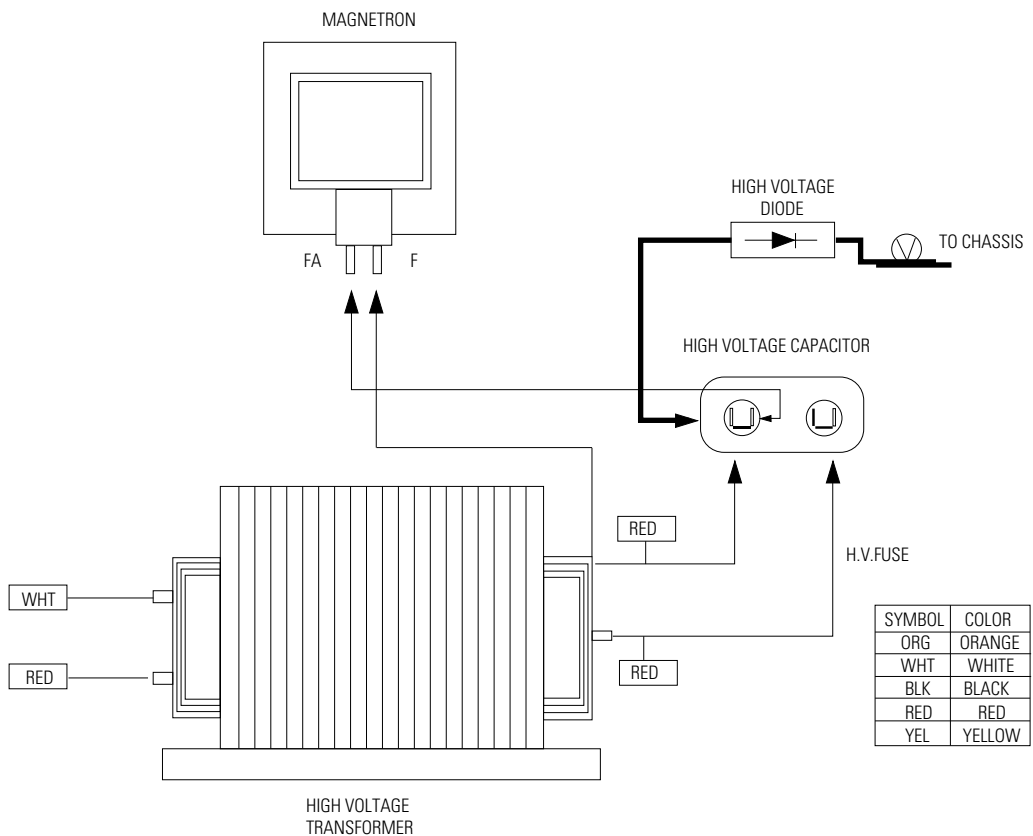 MAGNETRON
FA
F
HIGH VOLTAGE
DIODE
TO CHASSIS
HIGH VOLTAGE CAPACITOR
RED
H.V.FUSE
WHT
RED
RED
SYMBOL COLOR
ORG ORANGE
WHT WHITE
BLK BLACK
RED RED
YEL YELLOW
HIGH VOLTAGE
TRANSFORMER